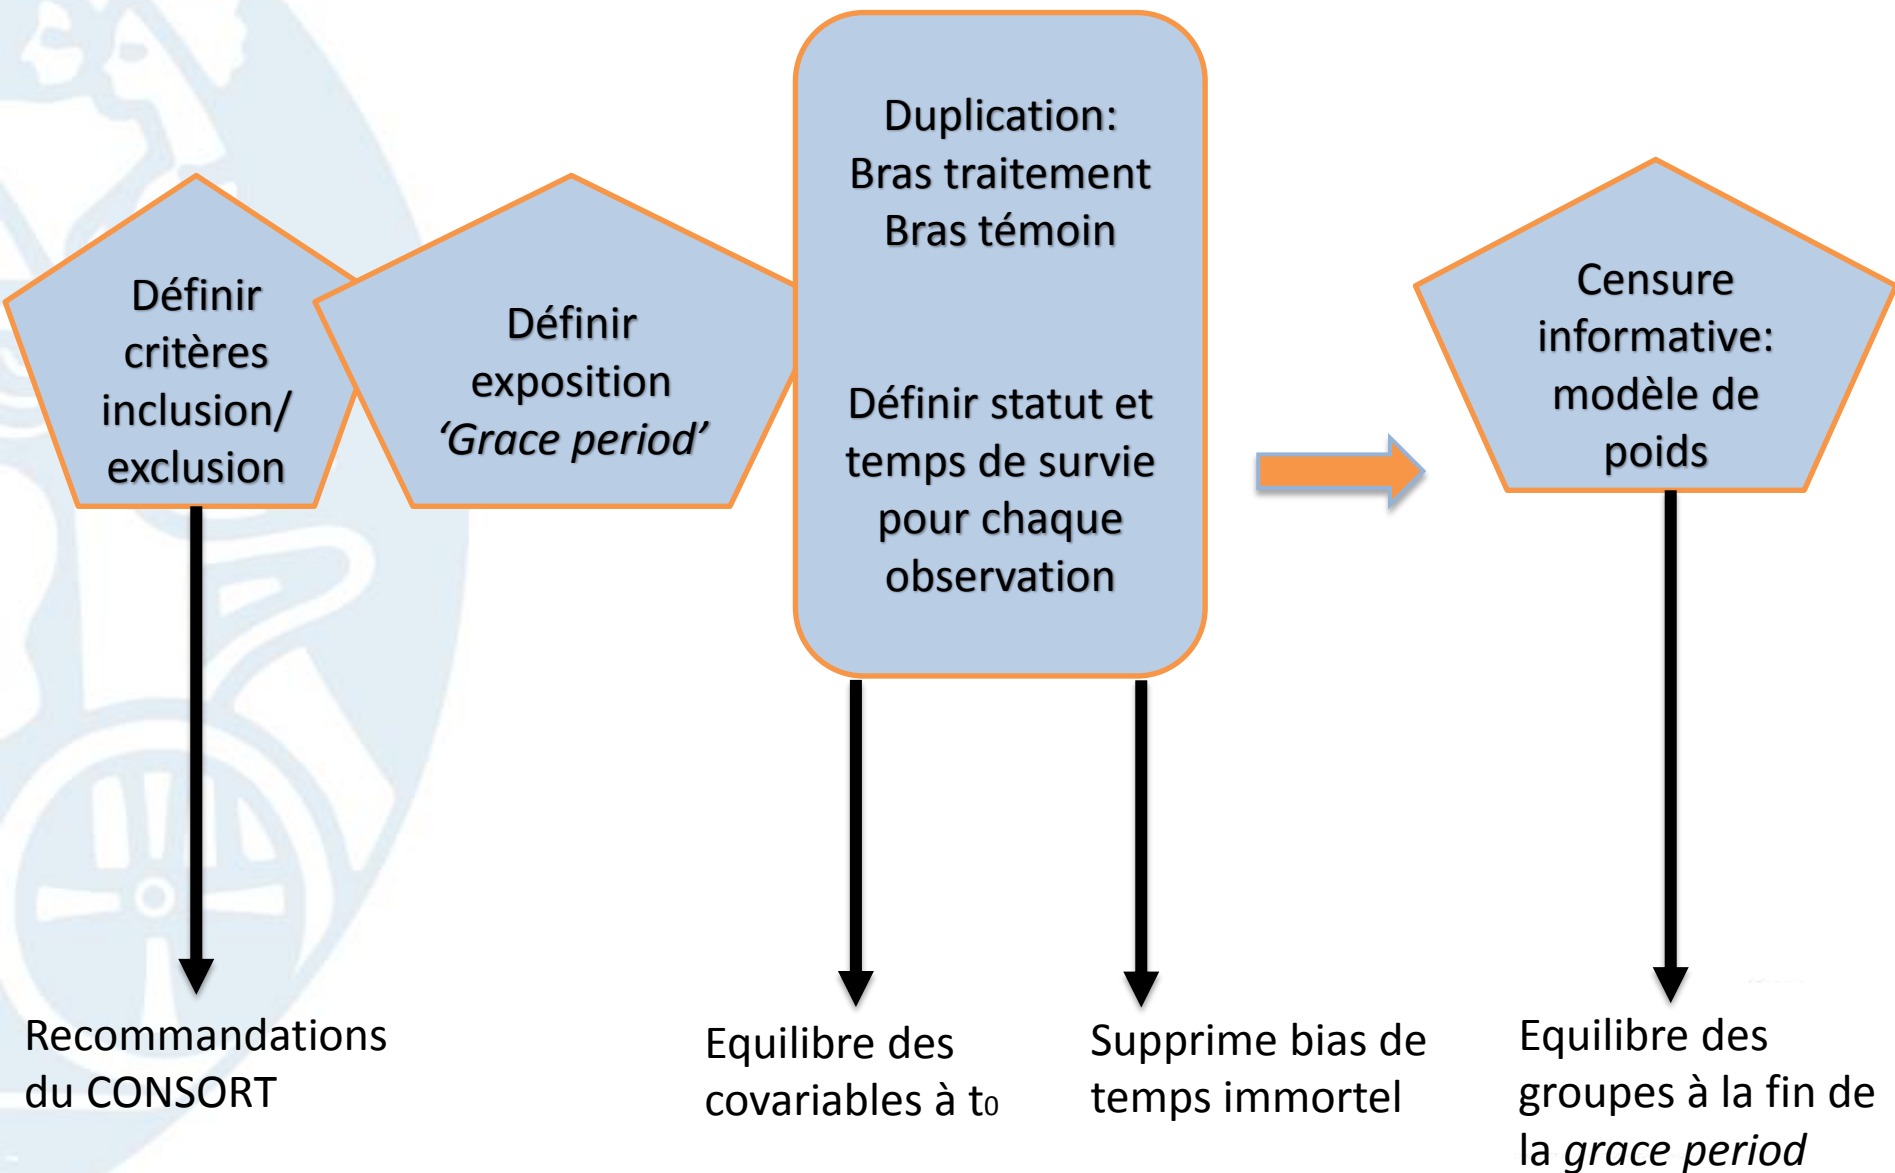 Définir
critères
inclusion/
exclusion
Définir
exposition
‘Grace period’
Duplication:
Bras traitement
Bras témoin
Définir statut et
temps de survie
pour chaque
observation
Censure
informative:
modèle de
poids
Recommandations
du CONSORT
Equilibre des
covariables à t0
Supprime bias de
temps immortel
Equilibre des
groupes à la fin de
la grace period